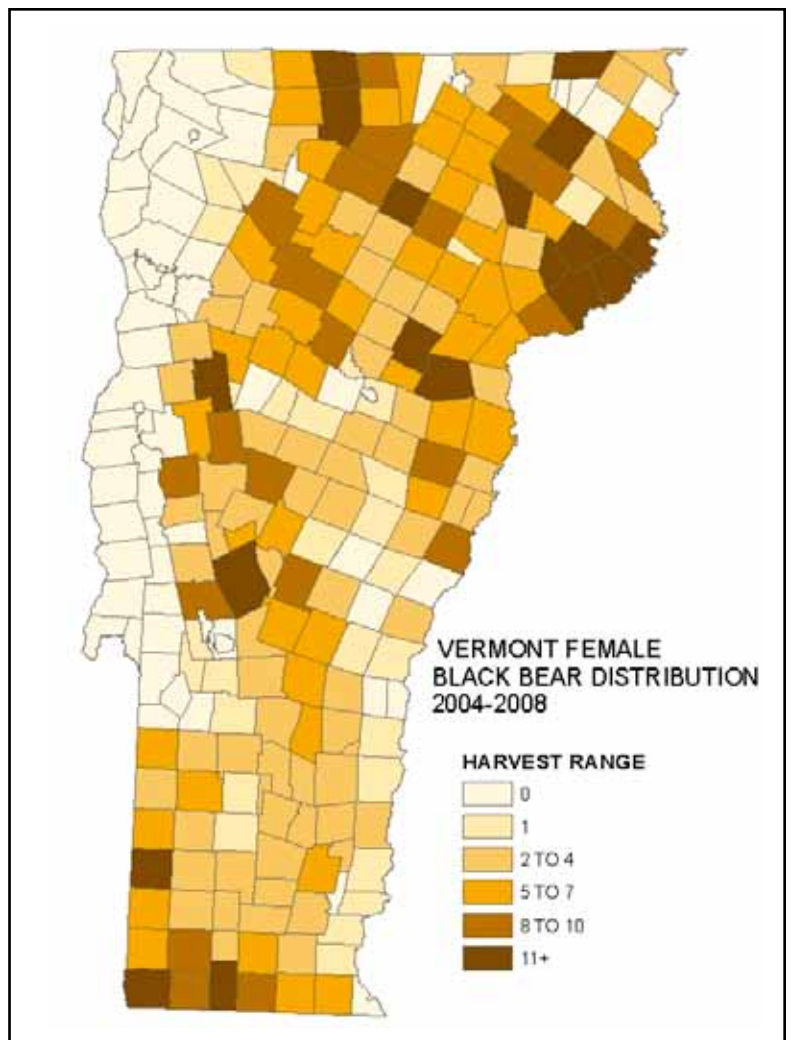 VERMONT FEMALE
BLACK BEAR DISTRIBUTION
2004-2008
HARVEST RANGE
0
1
2 TO 4
5 TO 7
8 TO 10
11+